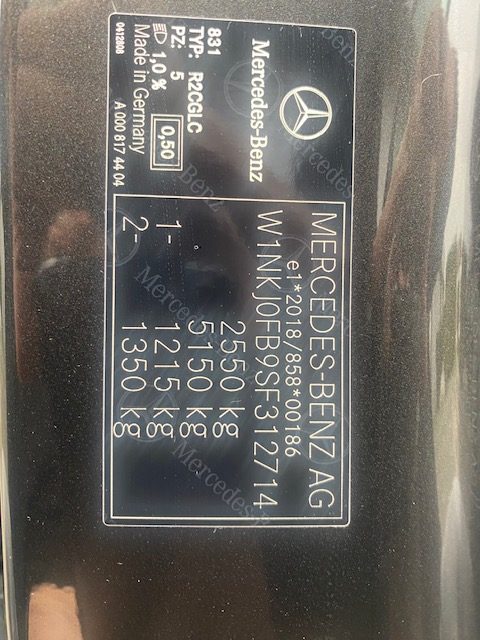 Mercedes-Benz
831
TYP: R2CGLC
PZ: 5
1,0 % 0,50
Made in Germany
0412808 A 000 817 44 04
MERCEDES-BENZ AG
e1*2018/858*00186
W1NKJ0FB9SF312714
2550 kg
5150 kg
1- 1215 kg
2- 1350 kg